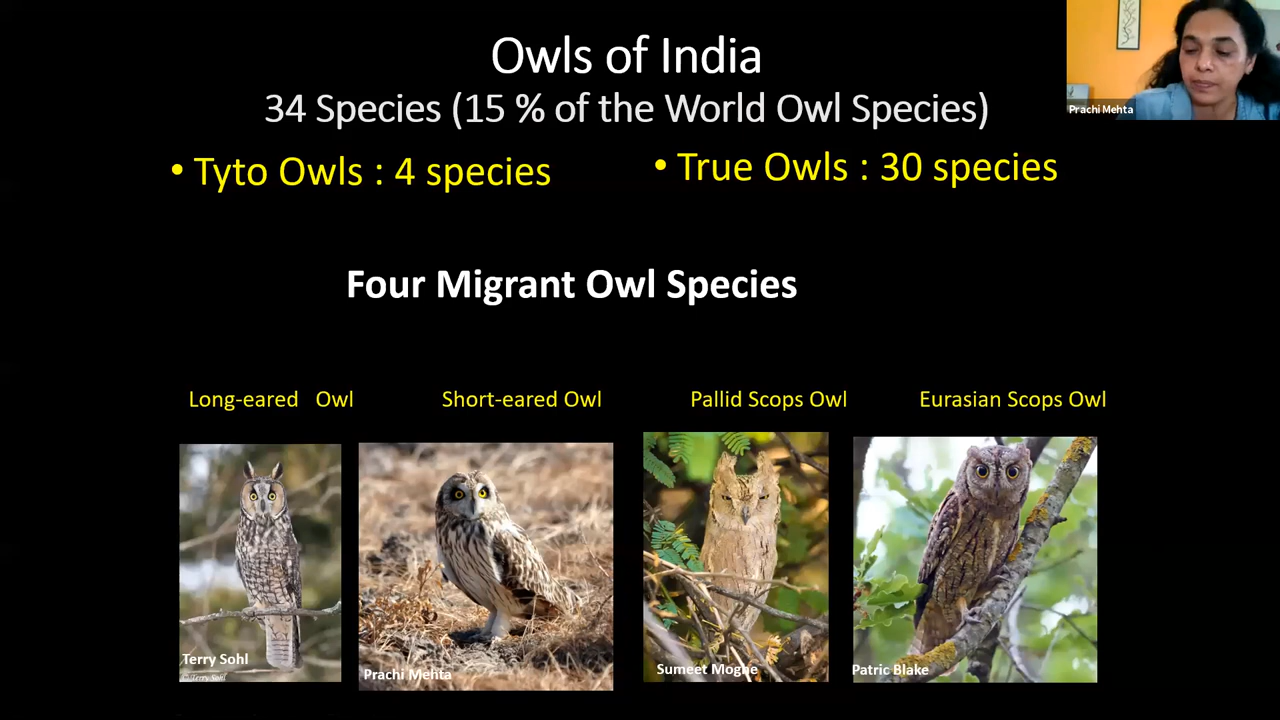 Owls of India
34 Species (15 % of the World Owl Species)
Prachi Mehta
• Tyto Owls : 4 species
• True Owls : 30 species
Four Migrant Owl Species
Long-eared Owl
Short-eared Owl
Pallid Scops Owl
Eurasian Scops Owl
Terry Sohl
© Terry Sohl
Prachi Mehta
Sumeet Moghe
Patric Blake